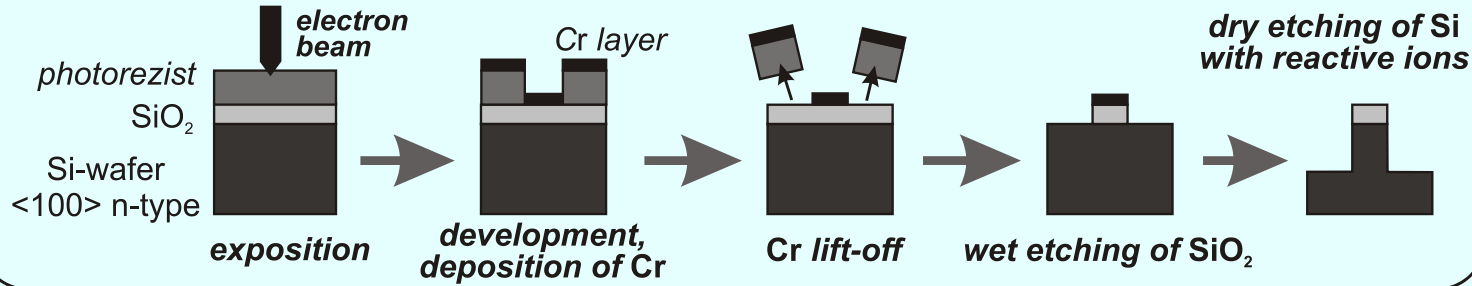 electron
beam
photorezist
SiO₂
Si-wafer
<100> n-type
exposition
Cr layer
development,
deposition of Cr
Cr lift-off
wet etching of SiO₂
dry etching of Si
with reactive ions